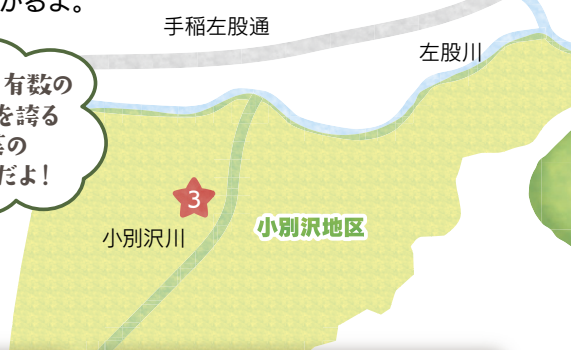 かるよ。
手稲左股通
左股川
有数の
を誇る
の
だよ！
3
小別沢川
小別沢地区